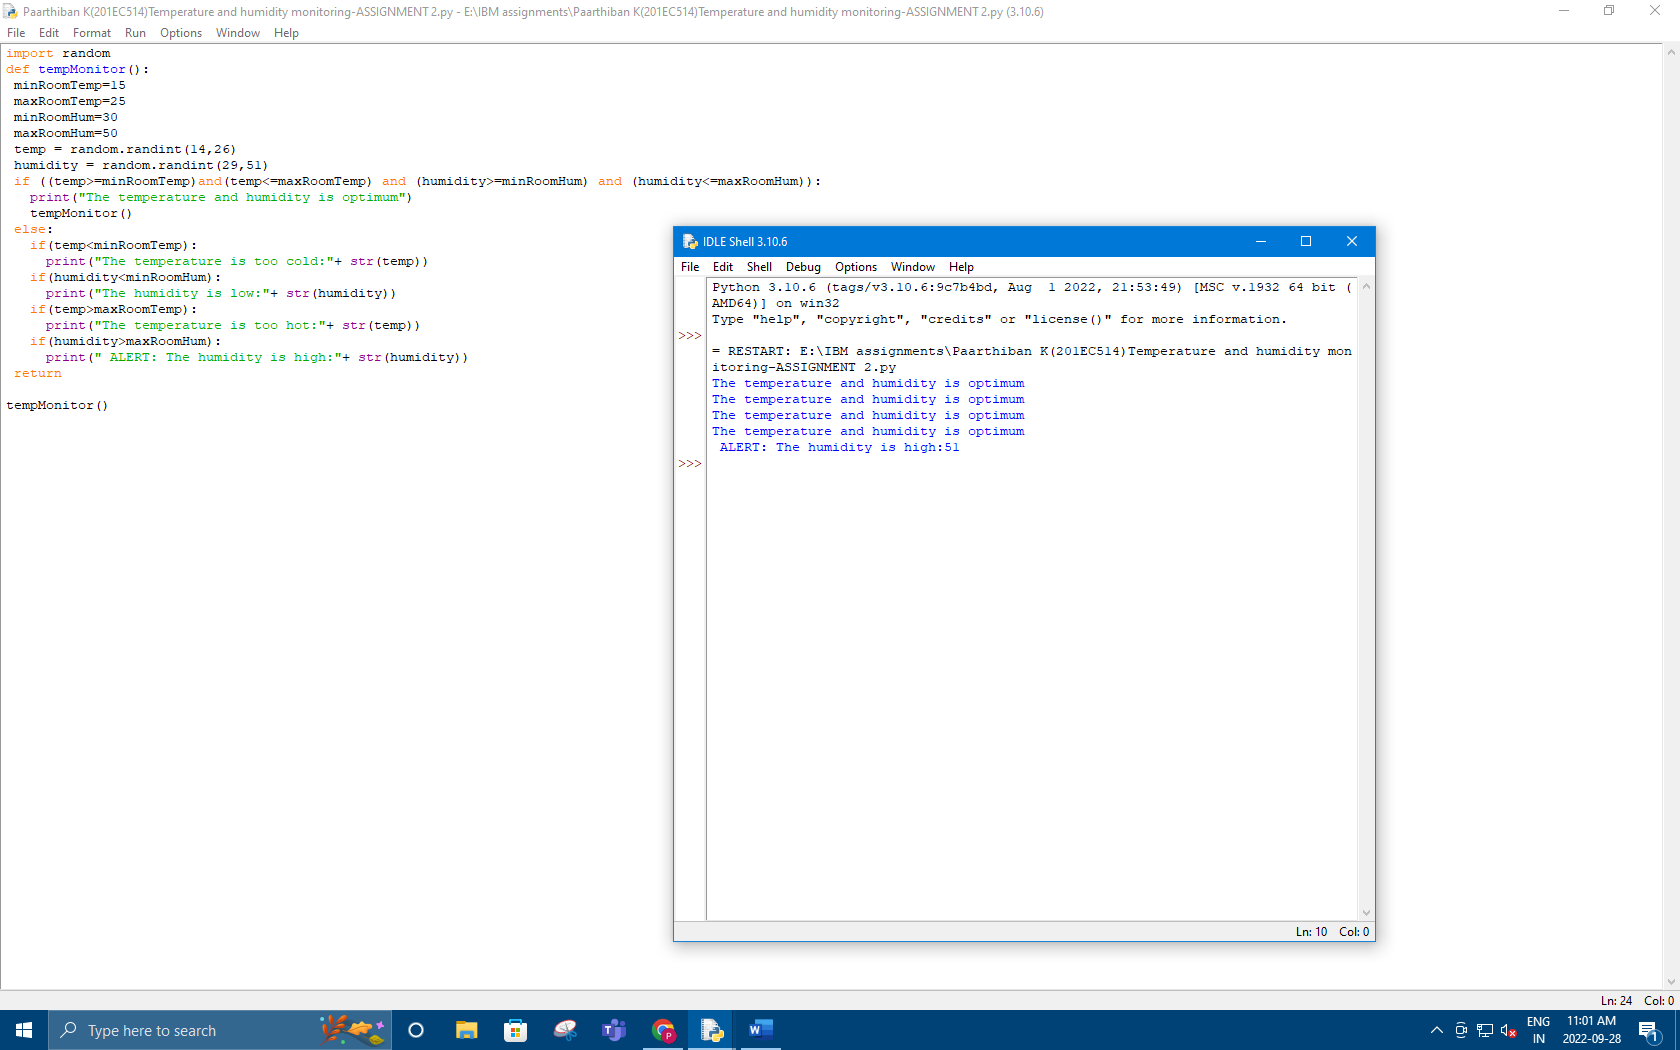 Paarthiban K(201EC514)Temperature and humidity monitoring-ASSIGNMENT 2.py - E:\IBM assignments\Paarthiban K(201EC514)Temperature and humidity monitoring-ASSIGNMENT 2.py (3.10.6)
File Edit Format Run Options Window Help
import random
def tempMonitor():
 minRoomTemp=15
 maxRoomTemp=25
 minRoomHum=30
 maxRoomHum=50
 temp = random.randint(14,26)
 humidity = random.randint(29,51)
 if ((temp>=minRoomTemp)and(temp<=maxRoomTemp) and (humidity>=minRoomHum) and (humidity<=maxRoomHum)):
   print("The temperature and humidity is optimum")
   tempMonitor()
 else:
   if(temp<minRoomTemp):
     print("The temperature is too cold:"+ str(temp))
   if(humidity<minRoomHum):
     print("The humidity is low:"+ str(humidity))
   if(temp>maxRoomTemp):
     print("The temperature is too hot:"+ str(temp))
   if(humidity>maxRoomHum):
     print(" ALERT: The humidity is high:"+ str(humidity))
 return
tempMonitor()
IDLE Shell 3.10.6
File Edit Shell Debug Options Window Help
Python 3.10.6 (tags/v3.10.6:9c7b4bd, Aug  1 2022, 21:53:49) [MSC v.1932 64 bit (
AMD64)] on win32
Type "help", "copyright", "credits" or "license()" for more information.
>>>
= RESTART: E:\IBM assignments\Paarthiban K(201EC514)Temperature and humidity mon
itoring-ASSIGNMENT 2.py
The temperature and humidity is optimum
The temperature and humidity is optimum
The temperature and humidity is optimum
The temperature and humidity is optimum
 ALERT: The humidity is high:51
>>>
Ln: 10 Col: 0
Ln: 24 Col: 0
Type here to search
P
T
W
ENG
IN
11:01 AM
2022-09-28
1